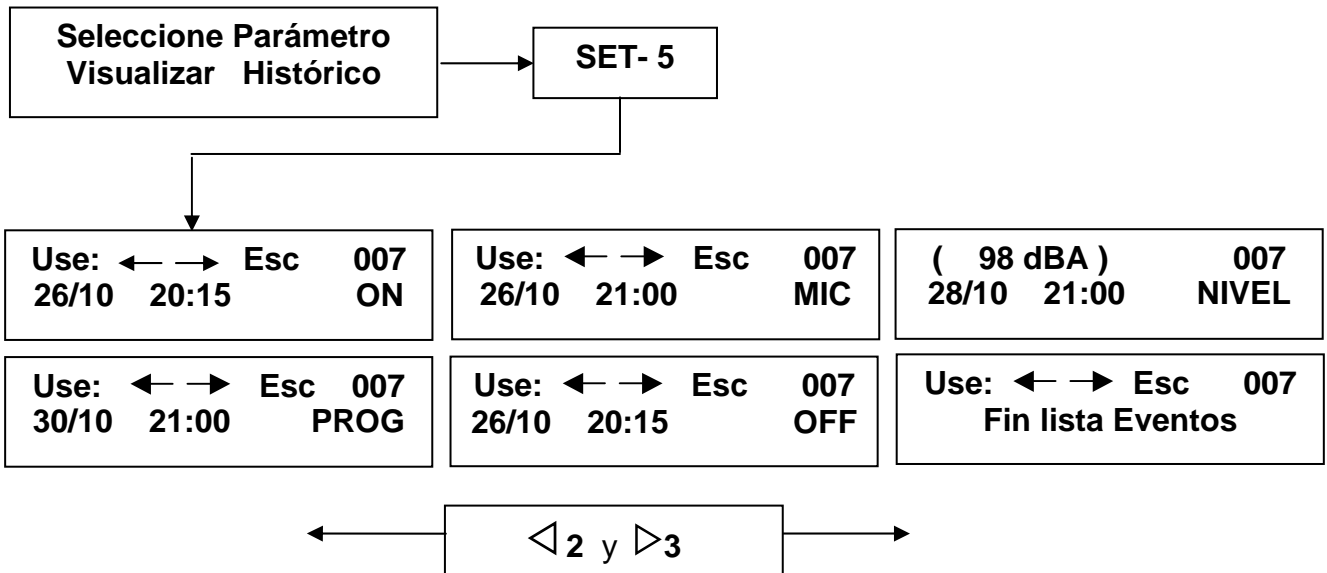 Seleccione Parámetro
Visualizar Histórico
SET- 5
Use: ← → Esc 007
26/10 20:15 ON
Use: ← → Esc 007
26/10 21:00 MIC
( 98 dBA ) 007
28/10 21:00 NIVEL
Use: ← → Esc 007
30/10 21:00 PROG
Use: ← → Esc 007
26/10 20:15 OFF
Use: ← → Esc 007
Fin lista Eventos
◁ 2 y ▷ 3